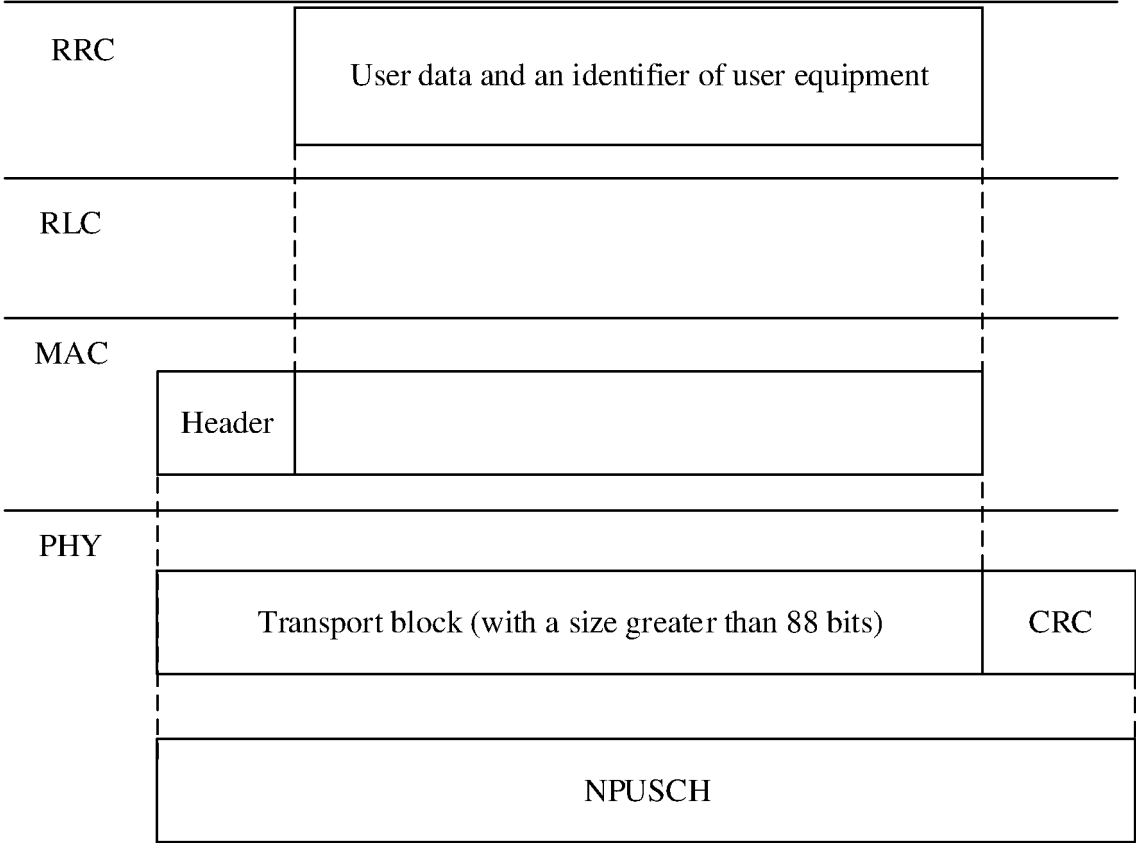 RRC
User data and an identifier of user equipment
RLC
MAC
Header
PHY
Transport block (with a size greater than 88 bits)
CRC
NPUSCH